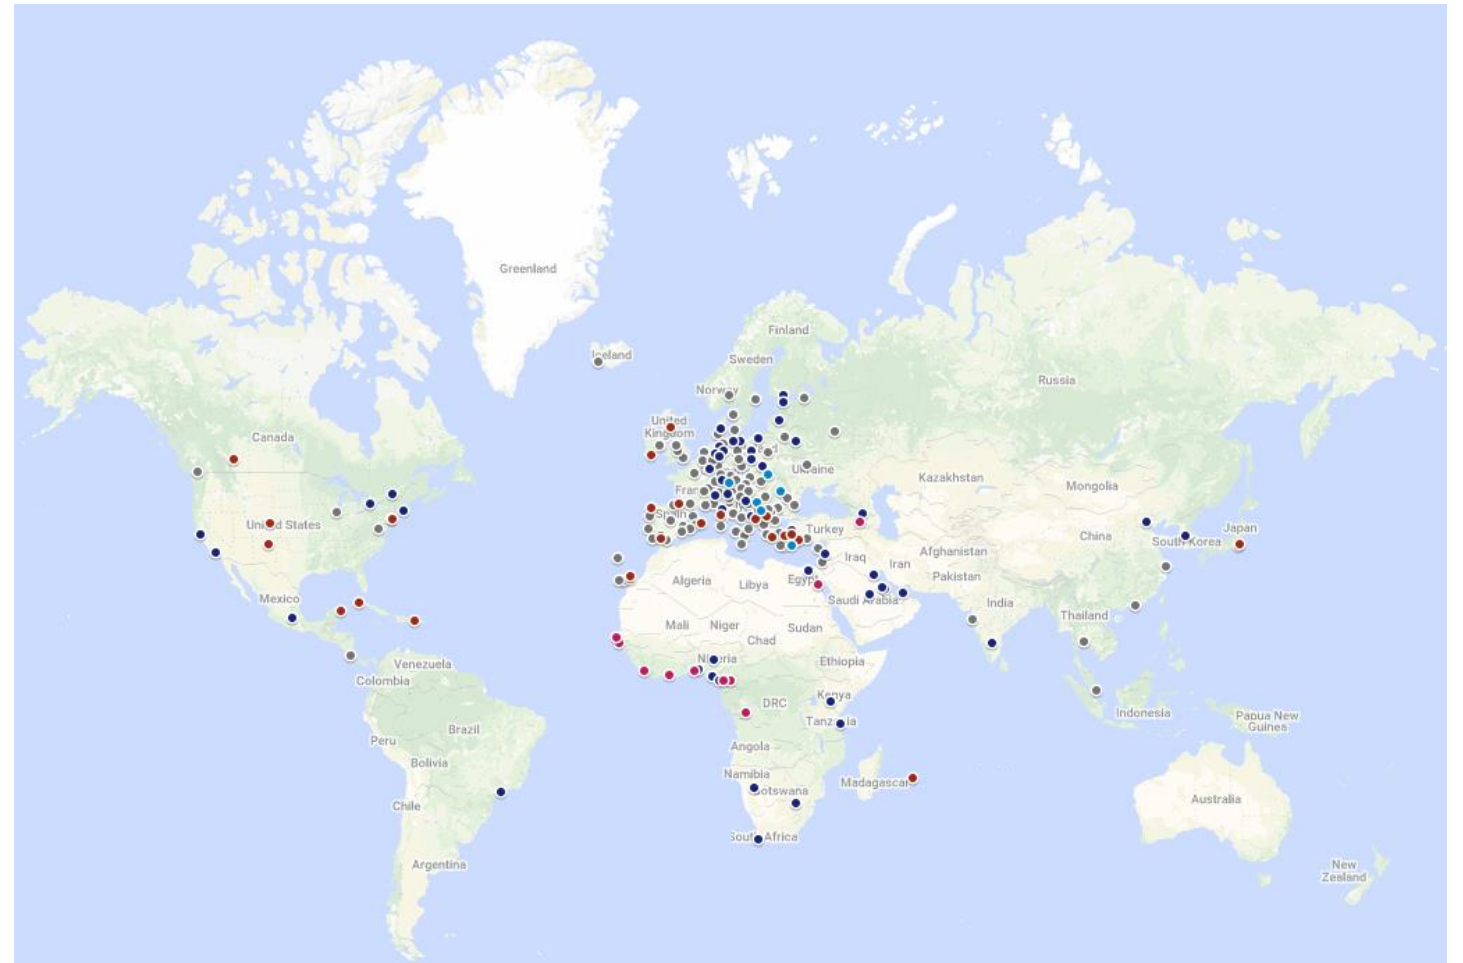 Greenland
Iceland
Finland
Sweden
Norway
Russia
United
Kingdom
Canada
Ukraine
Kazakhstan
Mongolia
France
Spain
United States
Turkey
Japan
China
South Korea
Iraq
Iran
Afghanistan
Pakistan
Algeria
Libya
Egypt
Mexico
Saudi Arabia
India
Thailand
Mali
Niger
Chad
Sudan
Nigeria
Ethiopia
Venezuela
Colombia
Kenya
DRC
Indonesia
Papua New
Guinea
Tanzania
Brazil
Peru
Angola
Bolivia
Namibia
Botswana
Madagascar
Australia
Chile
South Africa
Argentina
New
Zealand